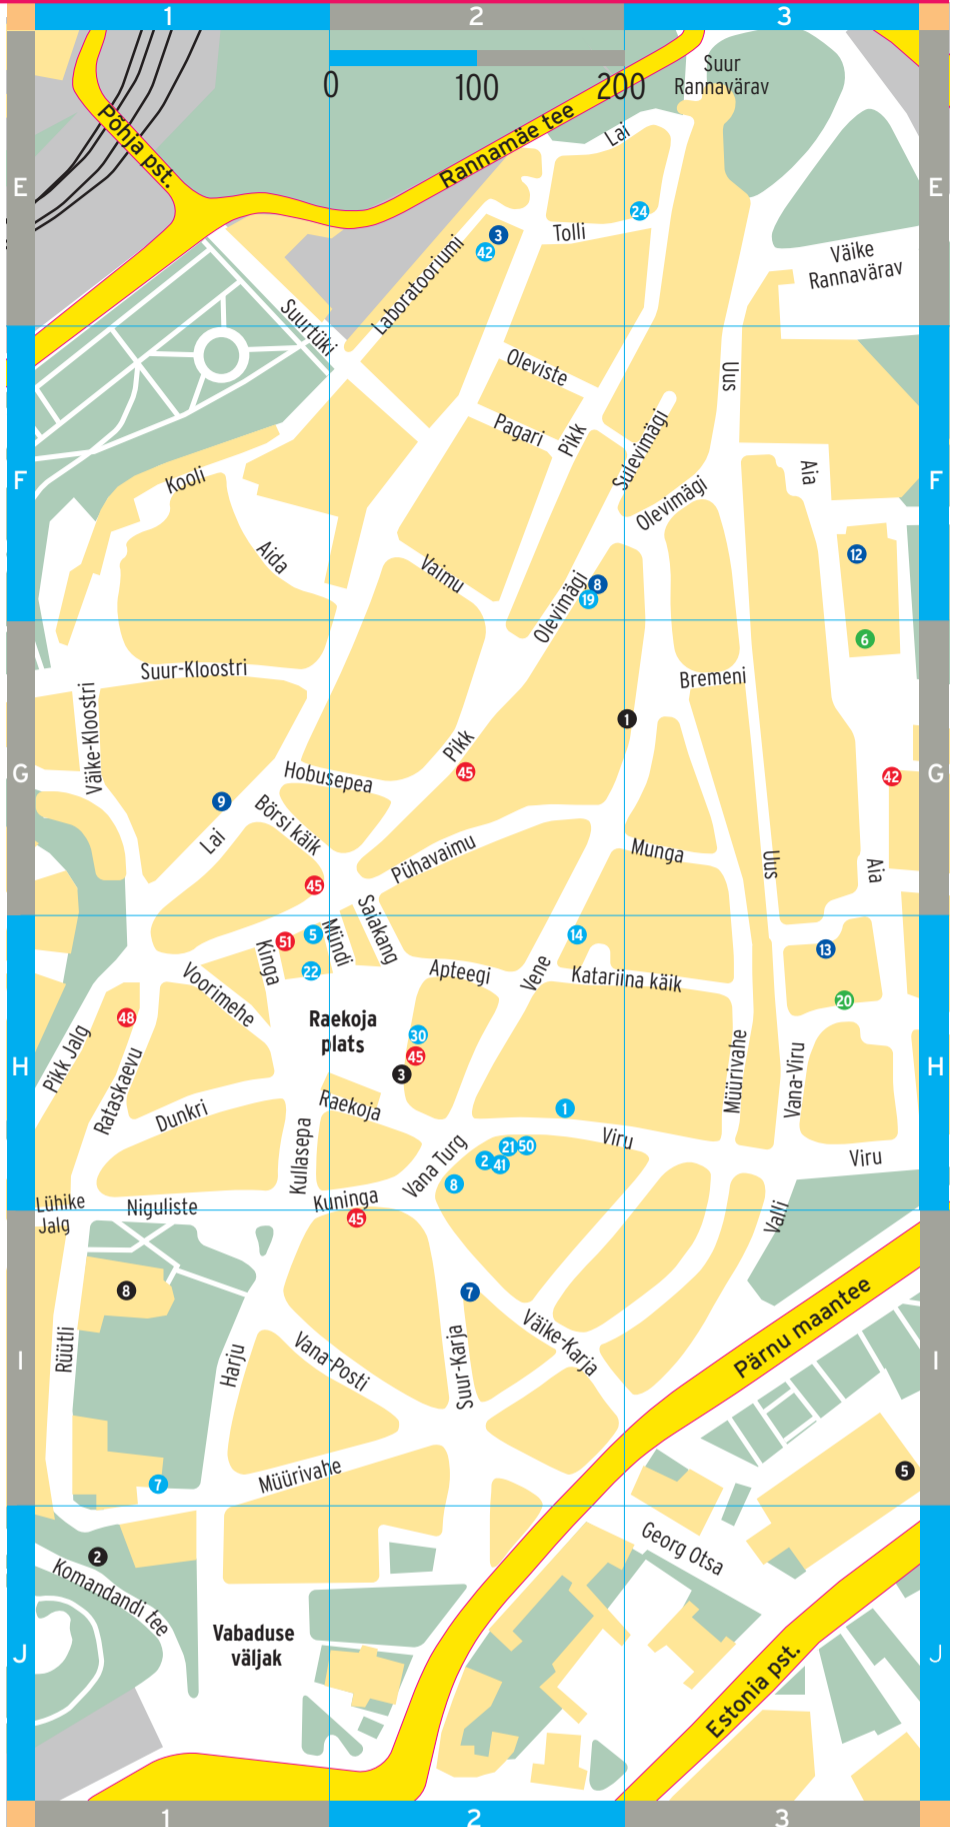 1
2
3
0
100
200
Suur
Rannavärav
Põhja pst.
Rannamäe tee
Lai
E
E
24
3
42
Tolli
Laboratooriumi
Väike
Rannavärav
Suurtüki
Oleviste
Uus
Pagari
Pikk
Sulevimägi
Aia
F
F
Kooli
Olevimägi
Aida
12
Vaimu
8
19
Olevimägi
6
Suur-Kloostri
Bremeni
Väike-Kloostri
1
Pikk
G
G
Hobusepea
45
42
9
Börsi käik
Lai
Pühavaimu
Munga
Uus
Aia
45
Saiakang
51
5
Mündi
14
13
Kinga
22
Apteegi
Vene
Katariina käik
Voorimehe
20
48
Raekoja
plats
30
45
3
Pikk Jalg
H
H
Rataskaevu
Müürivahe
Vana-Viru
Dunkri
Raekoja
1
Kullasepa
Vana Turg
21
50
2
41
8
Viru
Viru
Lühike
Jalg
Niguliste
Kuninga
45
Valli
8
7
Väike-Karja
Pärnu maantee
Rüütli
Harju
Vana-Posti
Suur-Karja
I
I
Müürivahe
7
5
2
Komandandi tee
Georg Otsa
Vabaduse
väljak
J
J
Estonia pst.
1
2
3